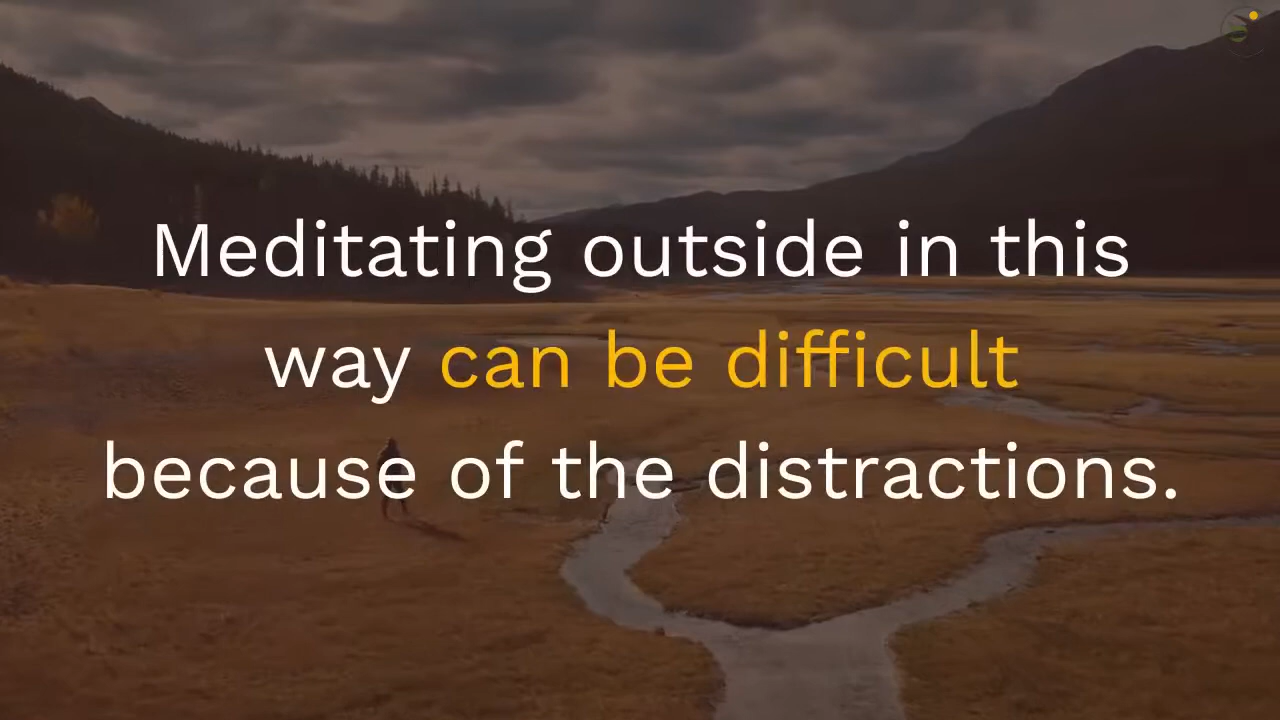 Meditating outside in this
way can be difficult
because of the distractions.